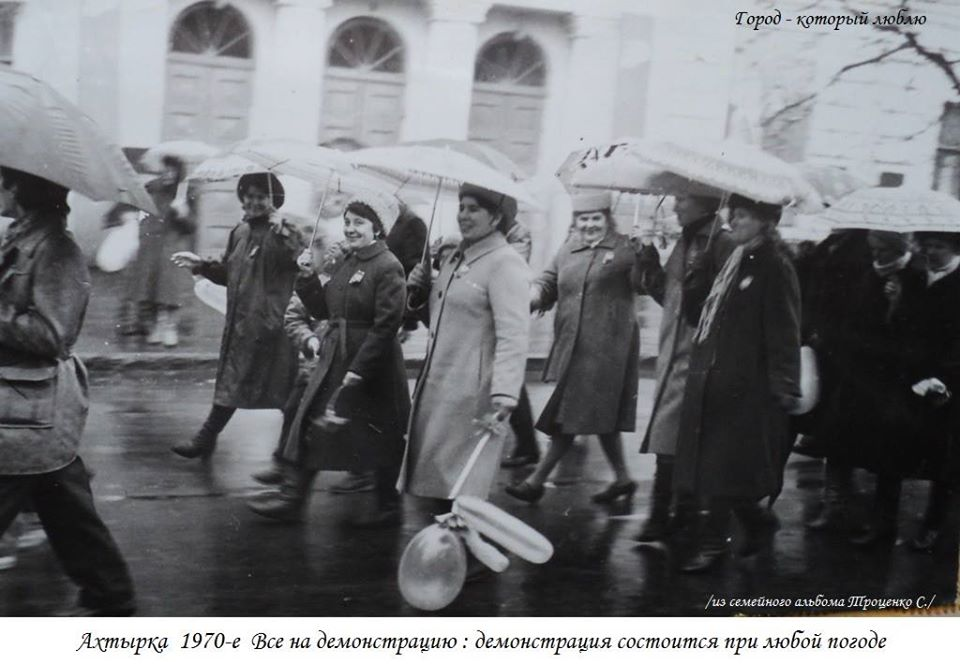 Город - который люблю
/из семейного альбома Троценко С./
Ахтырка 1970-е Все на демонстрацию : демонстрация состоится при любой погоде